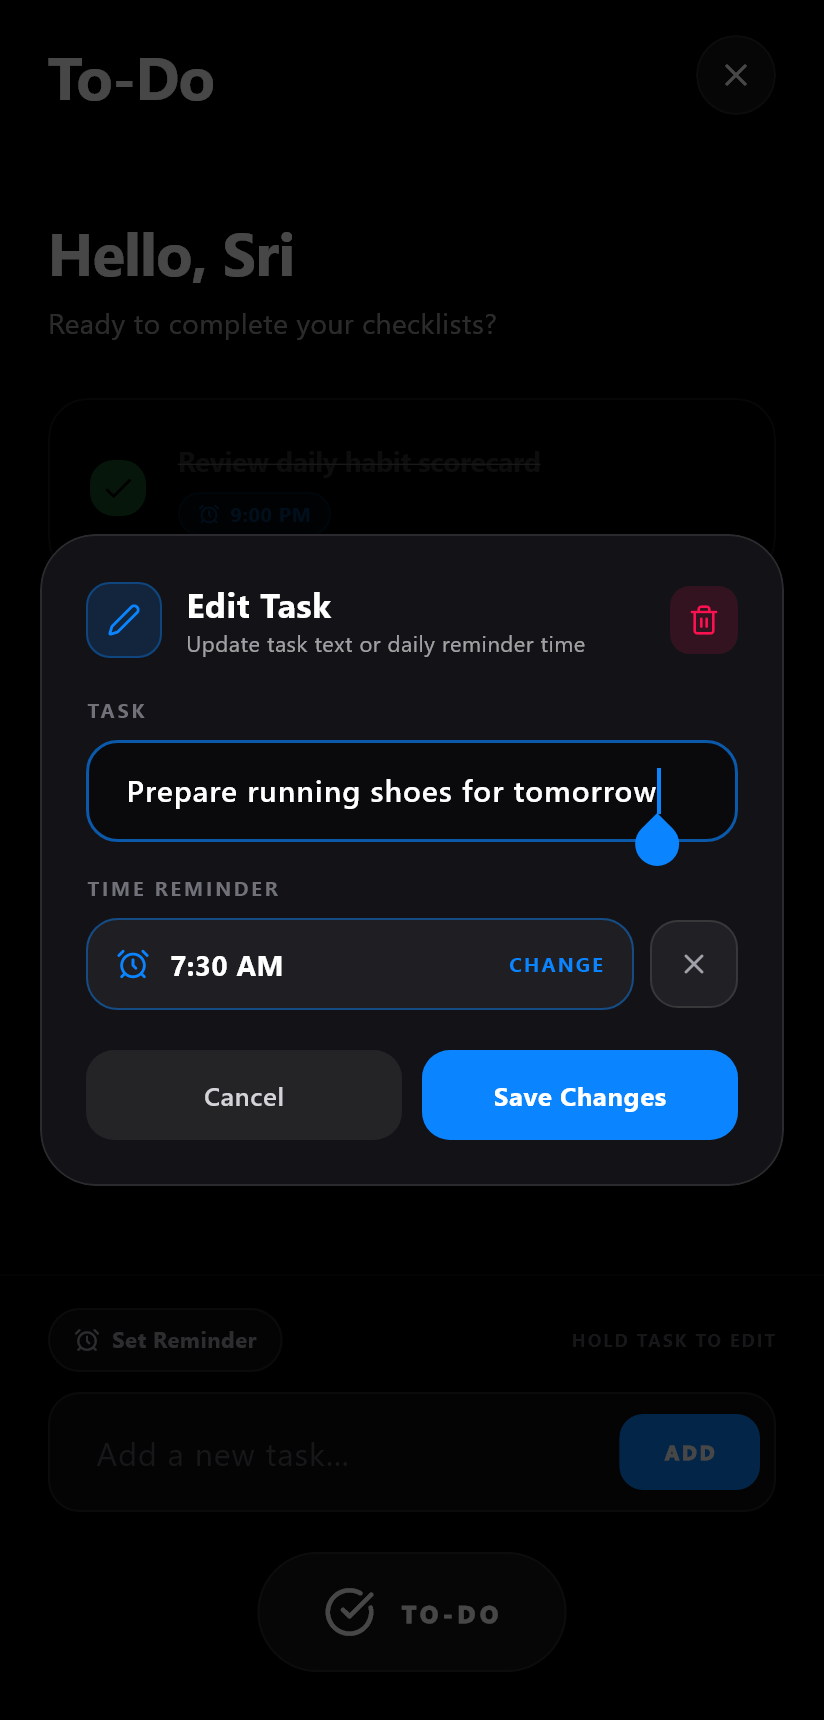 To-Do
Hello, Sri
Ready to complete your checklists?
Review daily habit scorecard
9:00 PM
Edit Task
Update task text or daily reminder time
TASK
Prepare running shoes for tomorrow
TIME REMINDER
7:30 AM
CHANGE
Cancel
Save Changes
Set Reminder
HOLD TASK TO EDIT
Add a new task...
ADD
TO-DO